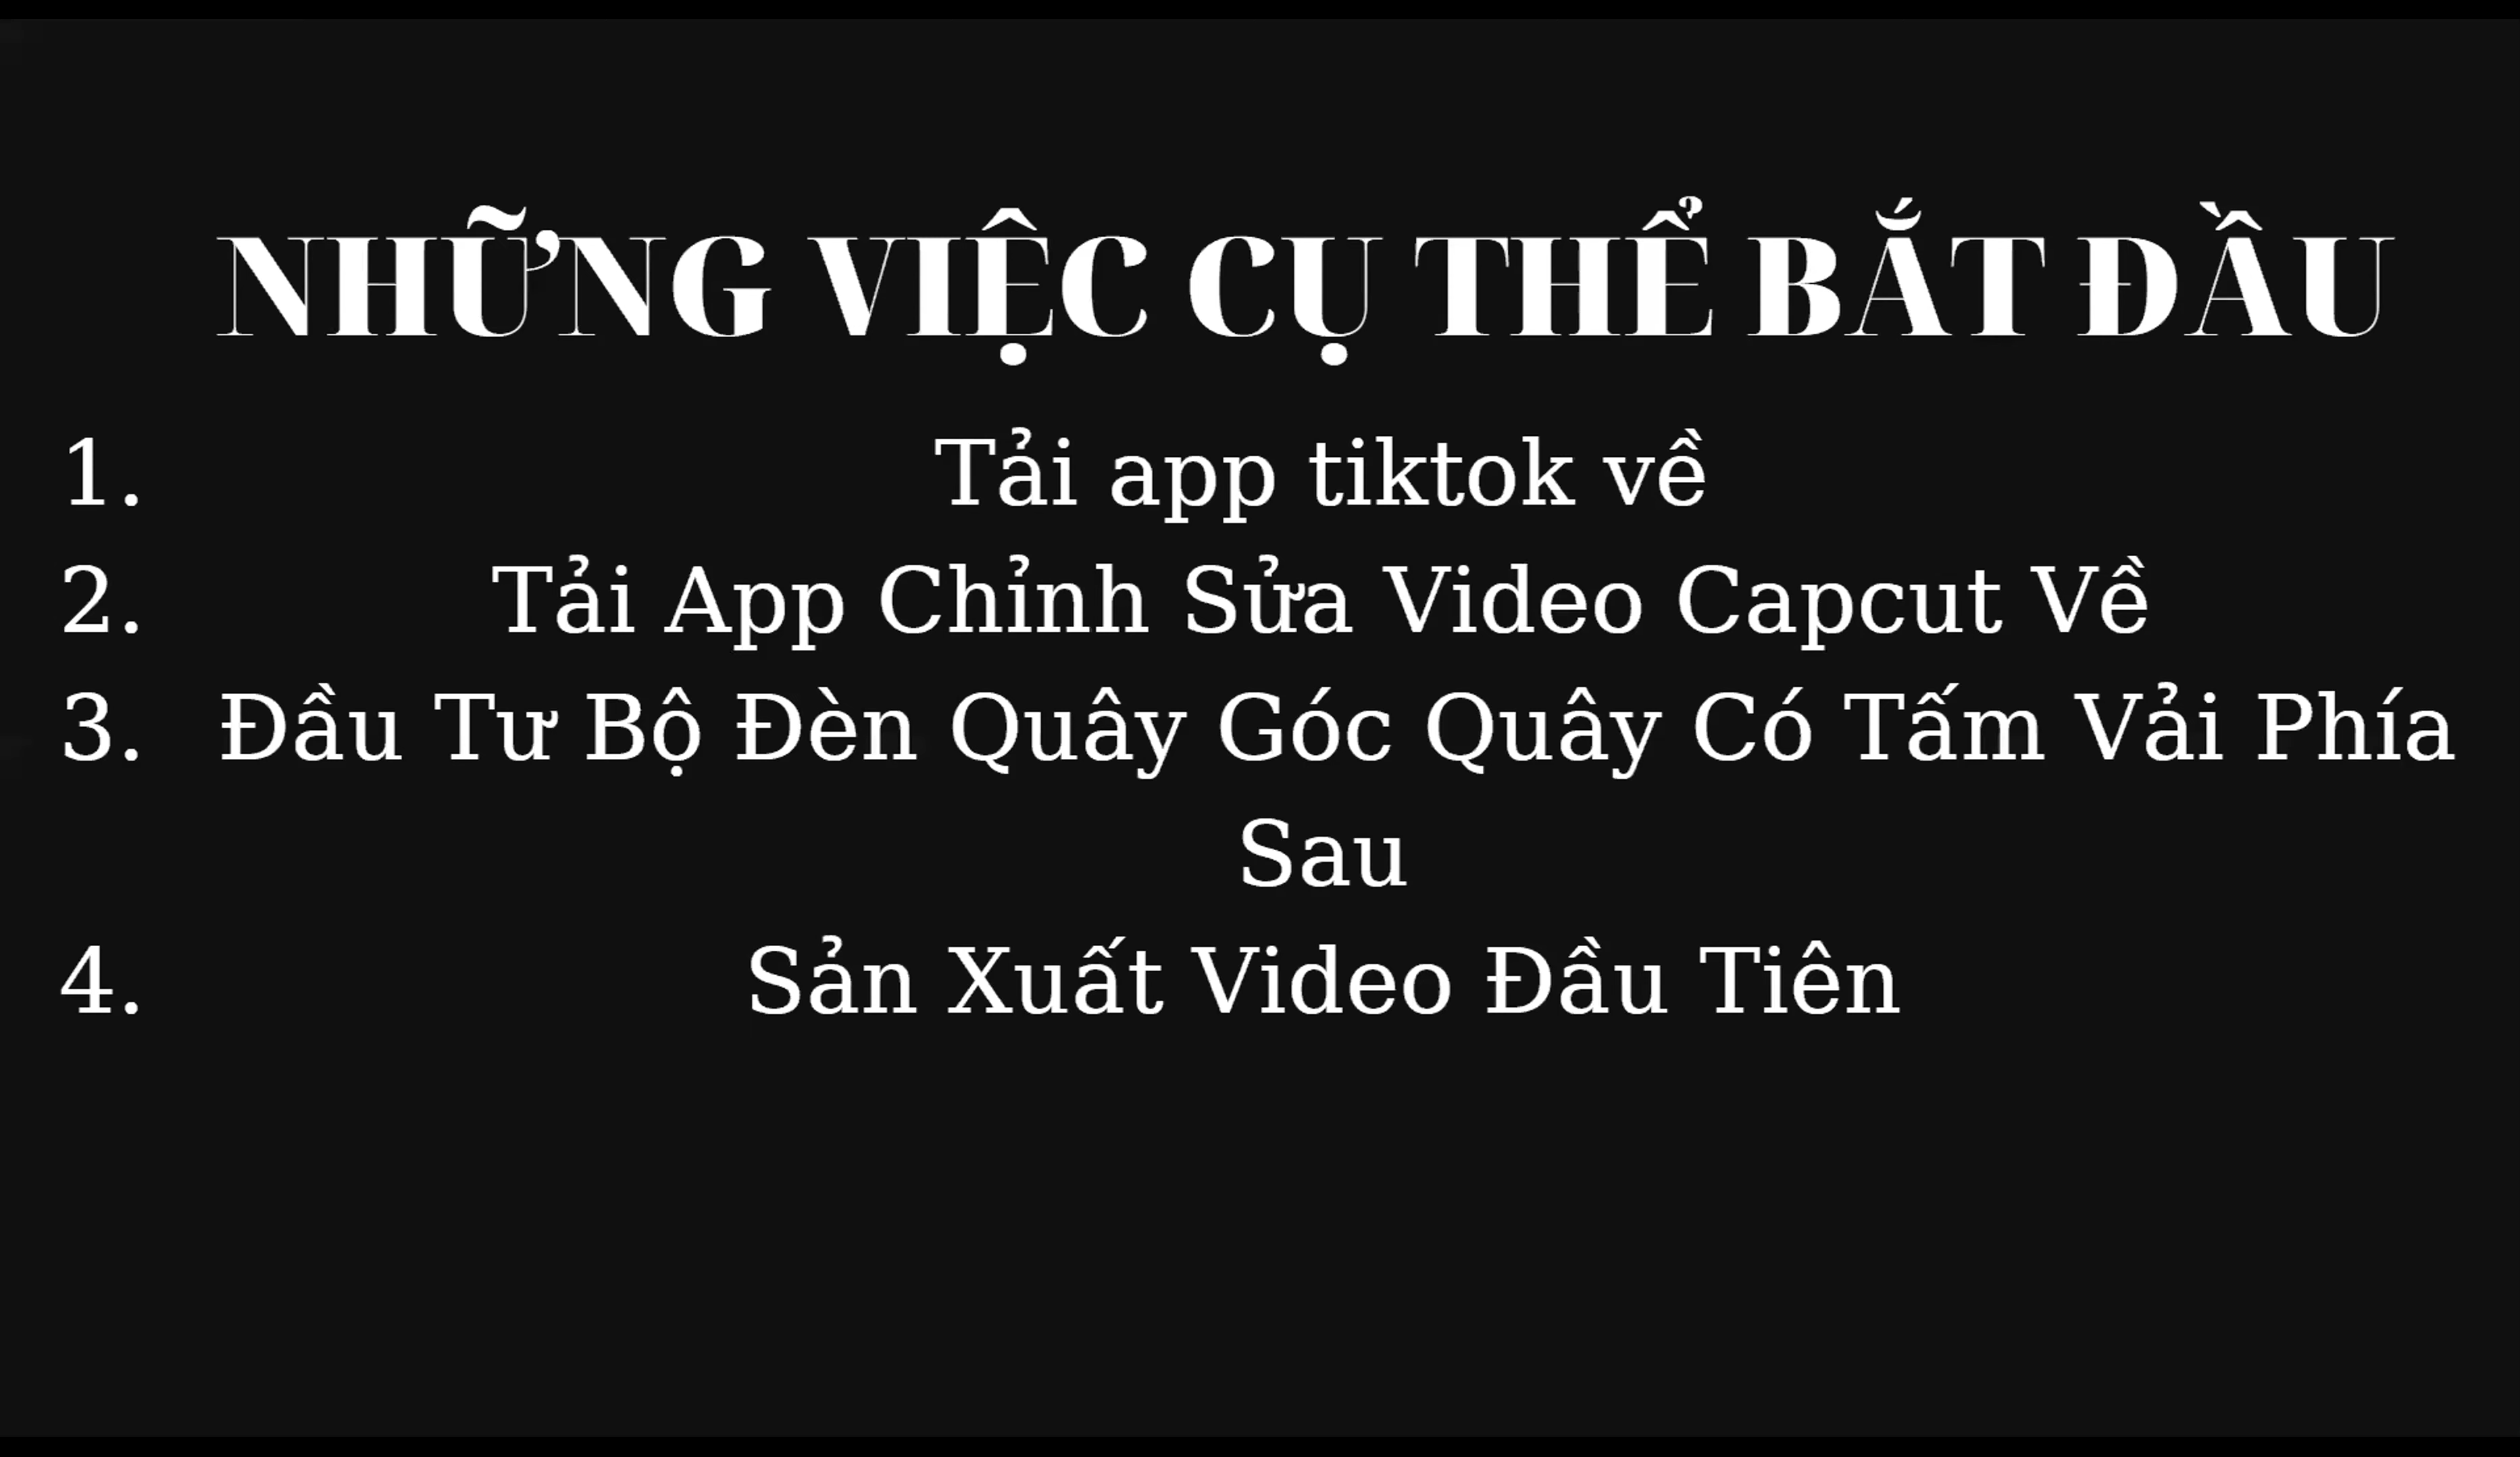 NHỮNG VIỆC CỤ THỂ BẮT ĐẦU
1. Tải app tiktok về
2. Tải App Chỉnh Sửa Video Capcut Về
3. Đầu Tư Bộ Đèn Quây Góc Quây Có Tấm Vải Phía
Sau
4. Sản Xuất Video Đầu Tiên